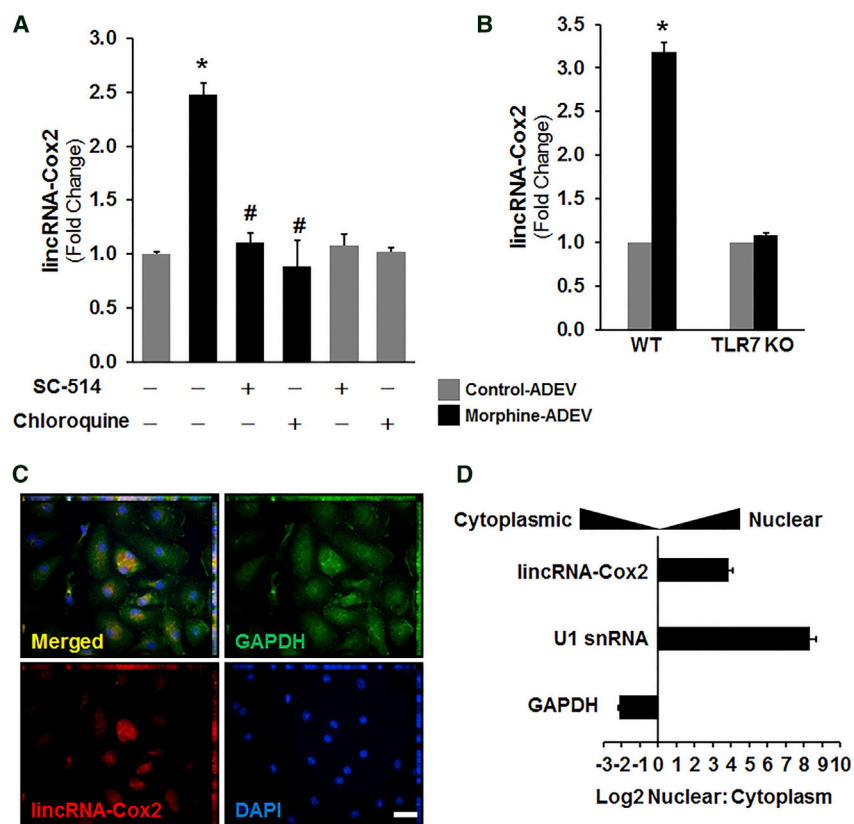 A
lincRNA-Cox2
(Fold Change)
3.0
2.5
2.0
1.5
1.0
0.5
0.0
*
#
#
SC-514 – – + – + –
Chloroquine – – – + – +
B
lincRNA-Cox2
(Fold Change)
3.5
3.0
2.5
2.0
1.5
1.0
0.5
0.0
*
WT TLR7 KO
Control-ADEV
Morphine-ADEV
C
Merged
GAPDH
lincRNA-Cox2
DAPI
D
Cytoplasmic Nuclear
lincRNA-Cox2
U1 snRNA
GAPDH
-3-2-1 0 1 2 3 4 5 6 7 8 9 10
Log2 Nuclear: Cytoplasm